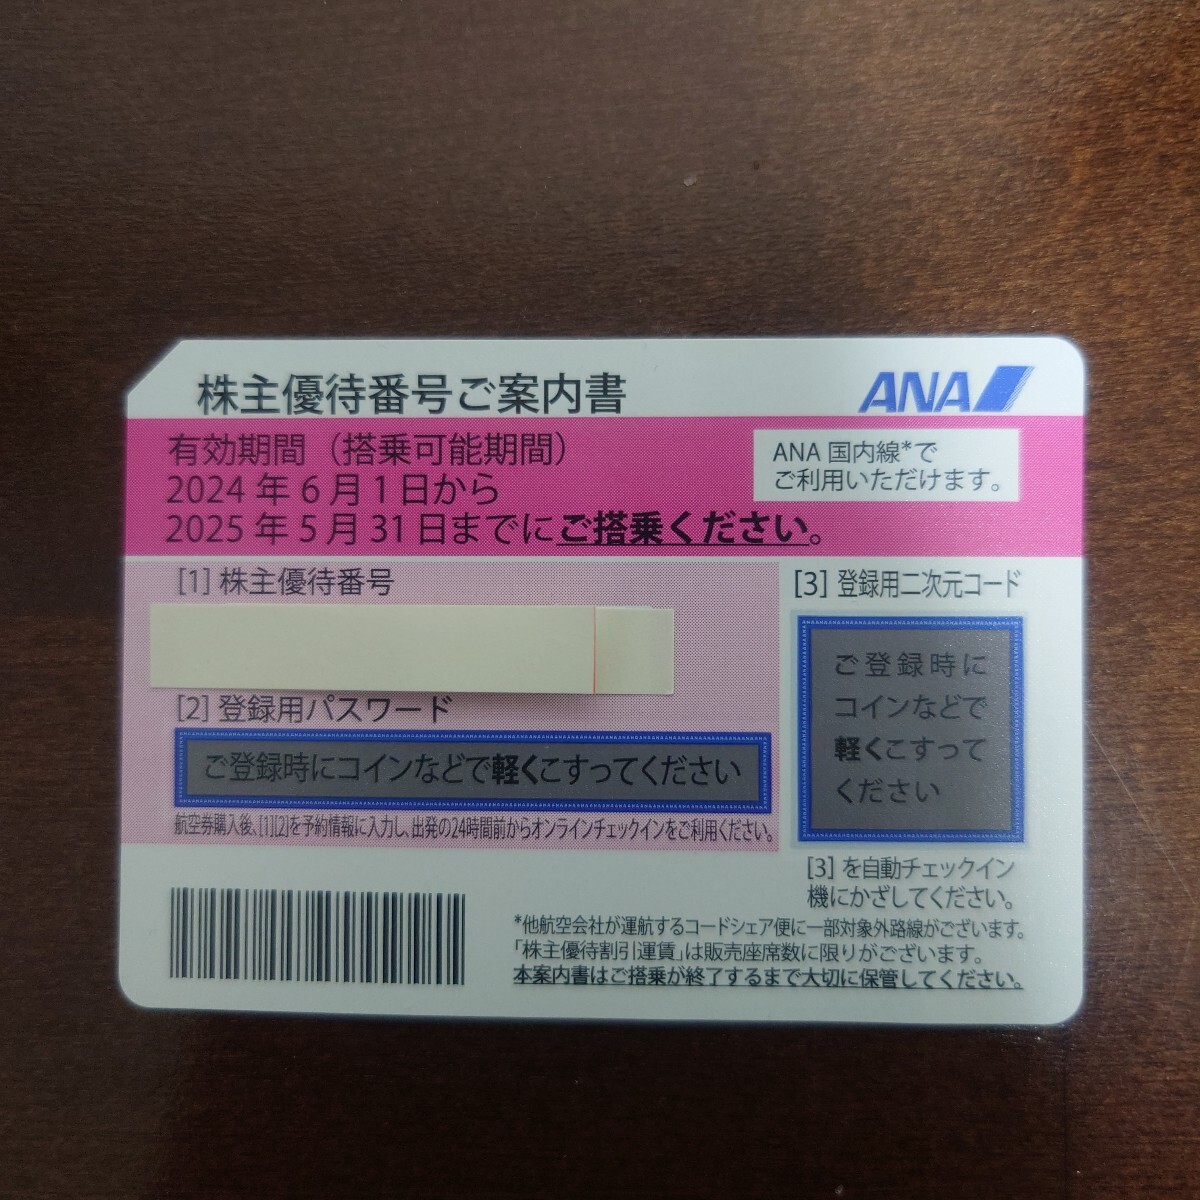 株主優待番号ご案内書
ANA
有効期間（搭乗可能期間）
2024年6月1日から
2025年5月31日までにご搭乗ください。
ANA国内線*で
ご利用いただけます。
[1] 株主優待番号
[2] 登録用パスワード
ご登録時にコインなどで軽くこすってください
航空券購入後、[1][2]を予約情報に入力し、出発の24時間前からオンラインチェックインをご利用ください。
[3] 登録用二次元コード
ご登録時に
コインなどで
軽くこすって
ください
[3] を自動チェックイン
機にかざしてください。
*他航空会社が運航するコードシェア便に一部対象外路線がございます。
「株主優待割引運賃」は販売座席数に限りがございます。
本案内書はご搭乗が終了するまで大切に保管してください。